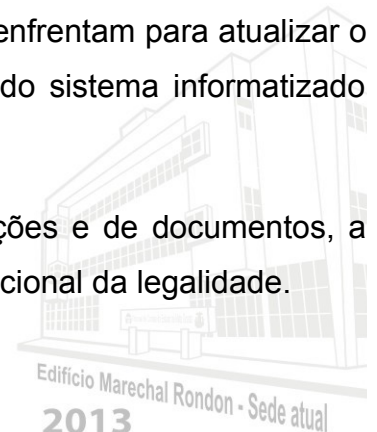 enfrentam para atualizar o
do sistema informatizado
ções e de documentos, a
cional da legalidade.
Edifício Marechal Rondon - Sede atual
2013